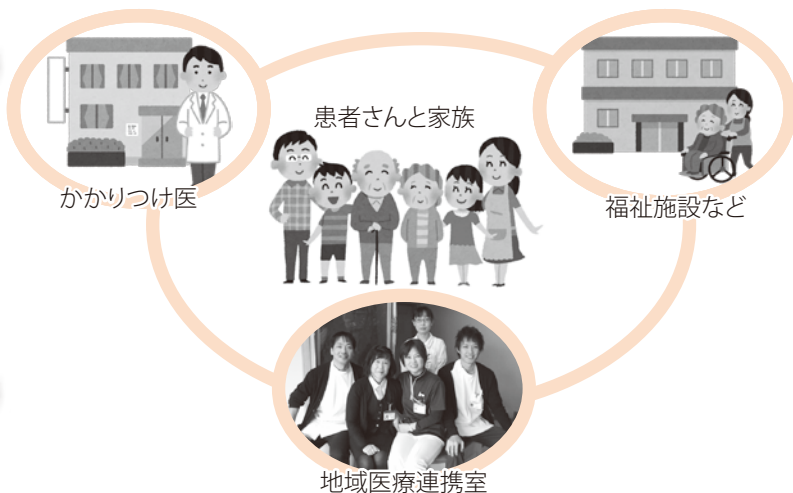 患者さんと家族
かかりつけ医
福祉施設など
地域医療連携室